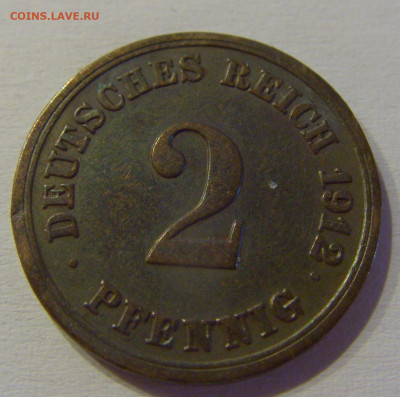 COINS.LAVE.RU
· DEUTSCHES REICH 1912 ·
2
PFENNIG